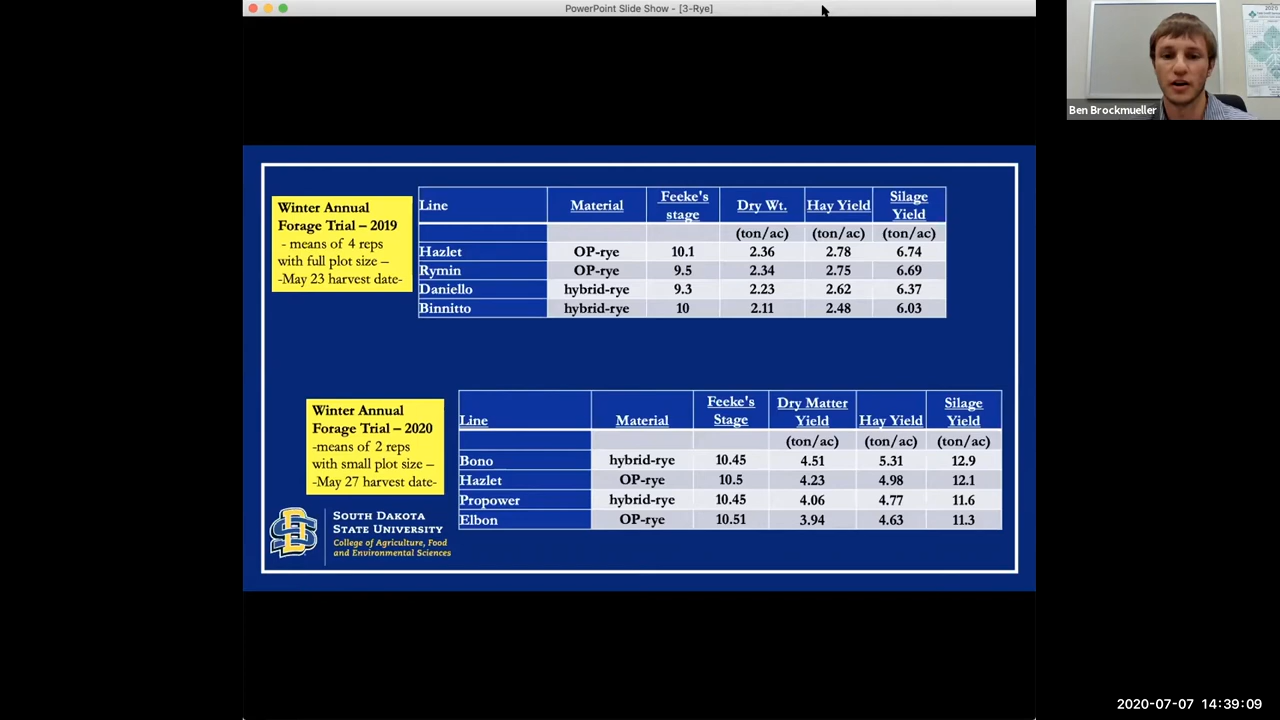 PowerPoint Slide Show - [3-Rye]
Ben Brockmueller
Winter Annual
Forage Trial – 2019
- means of 4 reps
with full plot size –
-May 23 harvest date-
Line Material Feeke's stage Dry Wt. Hay Yield Silage Yield
(ton/ac) (ton/ac) (ton/ac)
Hazlet OP-rye 10.1 2.36 2.78 6.74
Rymin OP-rye 9.5 2.34 2.75 6.69
Daniello hybrid-rye 9.3 2.23 2.62 6.37
Binnitto hybrid-rye 10 2.11 2.48 6.03
Winter Annual
Forage Trial – 2020
-means of 2 reps
with small plot size –
-May 27 harvest date-
Line Material Feeke's Stage Dry Matter Yield Hay Yield Silage Yield
(ton/ac) (ton/ac) (ton/ac)
Bono hybrid-rye 10.45 4.51 5.31 12.9
Hazlet OP-rye 10.5 4.23 4.98 12.1
Propower hybrid-rye 10.45 4.06 4.77 11.6
Elbon OP-rye 10.51 3.94 4.63 11.3
South Dakota
State University
College of Agriculture, Food
and Environmental Sciences
2020-07-07 14:39:09